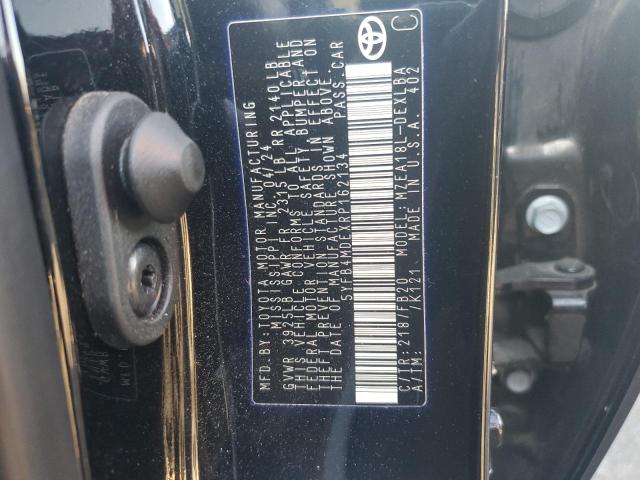 MFD.BY:TOYOTA MOTOR MANUFACTURING
MISSISSIPPI INC. 04/24
GVWR 3925LB GAWR FR 2315LB RR 2140LB
THIS VEHICLE CONFORMS TO ALL APPLICABLE
FEDERAL MOTOR VEHICLE SAFETY, BUMPER, AND
THEFT PREVENTION STANDARDS IN EFFECT ON
THE DATE OF MANUFACTURE SHOWN ABOVE.
5YFB4MDEXRP162134 PASS.CAR
C/TR:218 /FB20 MODEL:MZEA18L-DEXLBA
A/TM: /K121 MADE IN U.S.A. 402
C